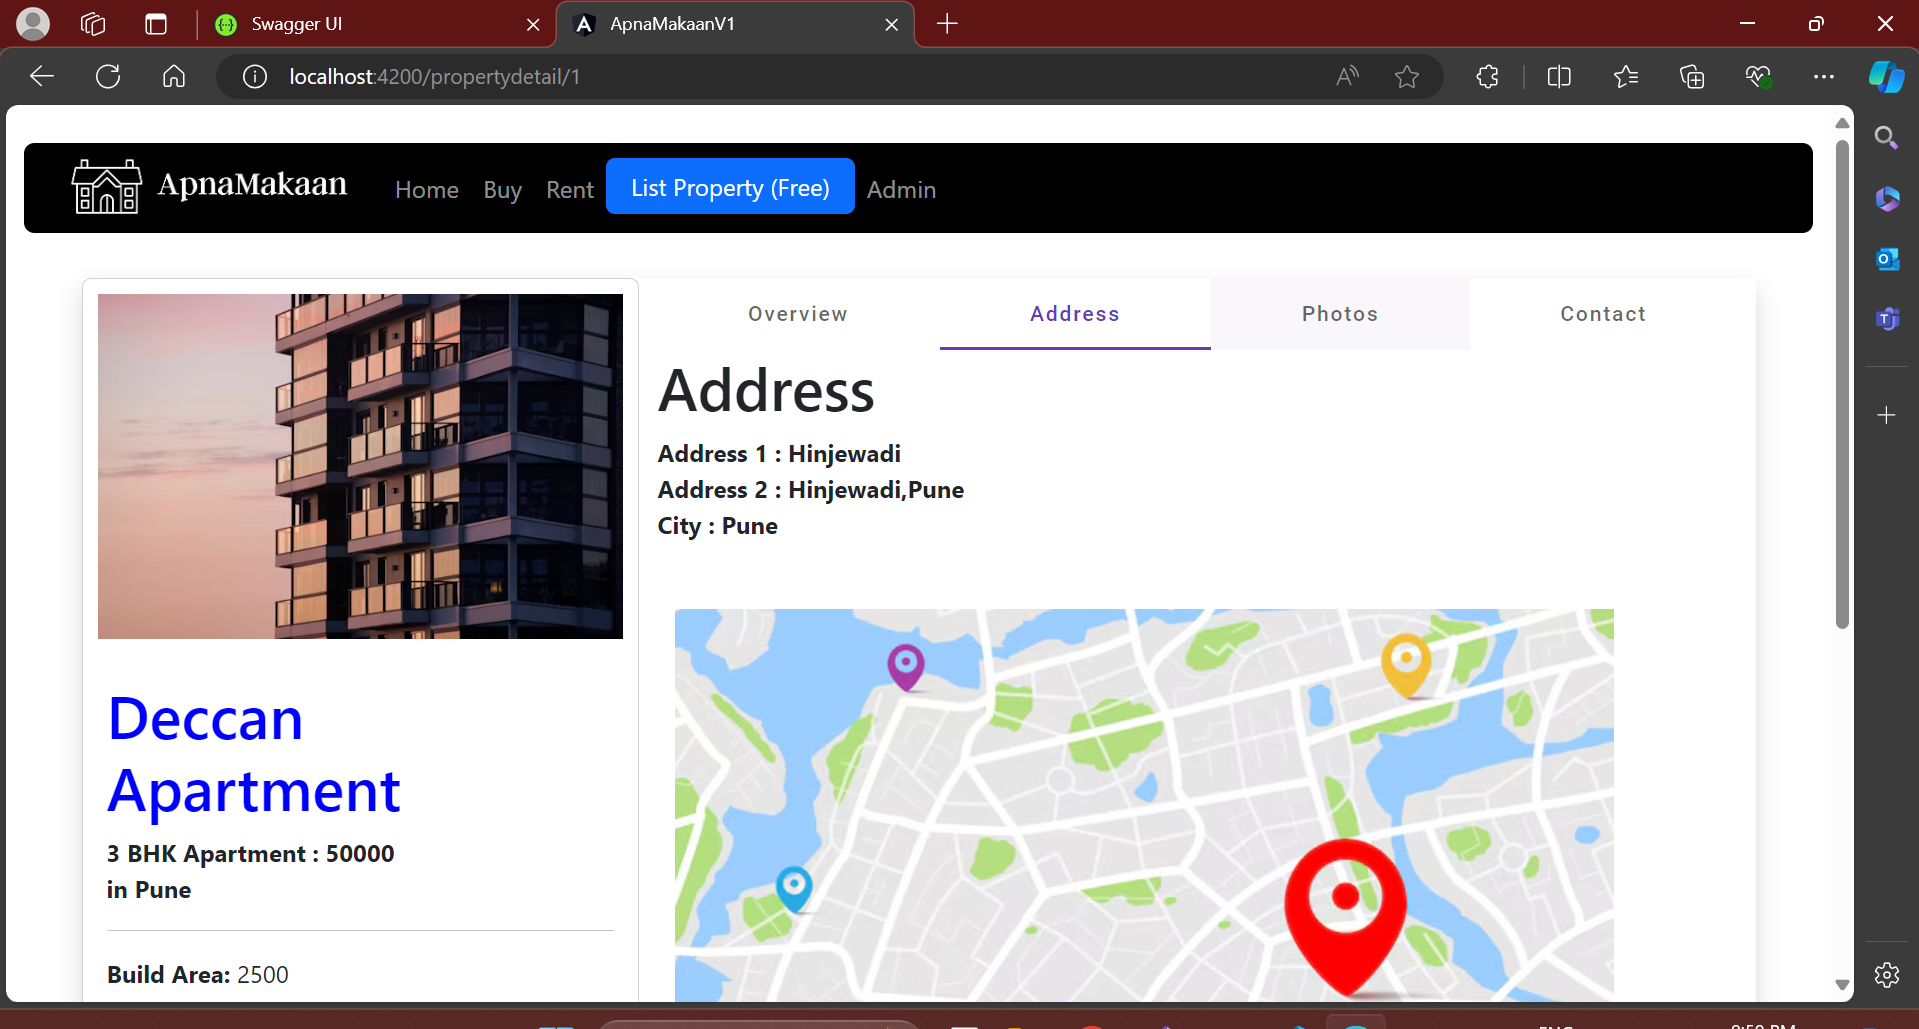 Swagger UI
ApnaMakaanV1
localhost:4200/propertydetail/1
ApnaMakaan
Home
Buy
Rent
List Property (Free)
Admin
Overview
Address
Photos
Contact
Address
Address 1 : Hinjewadi
Address 2 : Hinjewadi,Pune
City : Pune
Deccan
Apartment
3 BHK Apartment : 50000
in Pune
Build Area: 2500